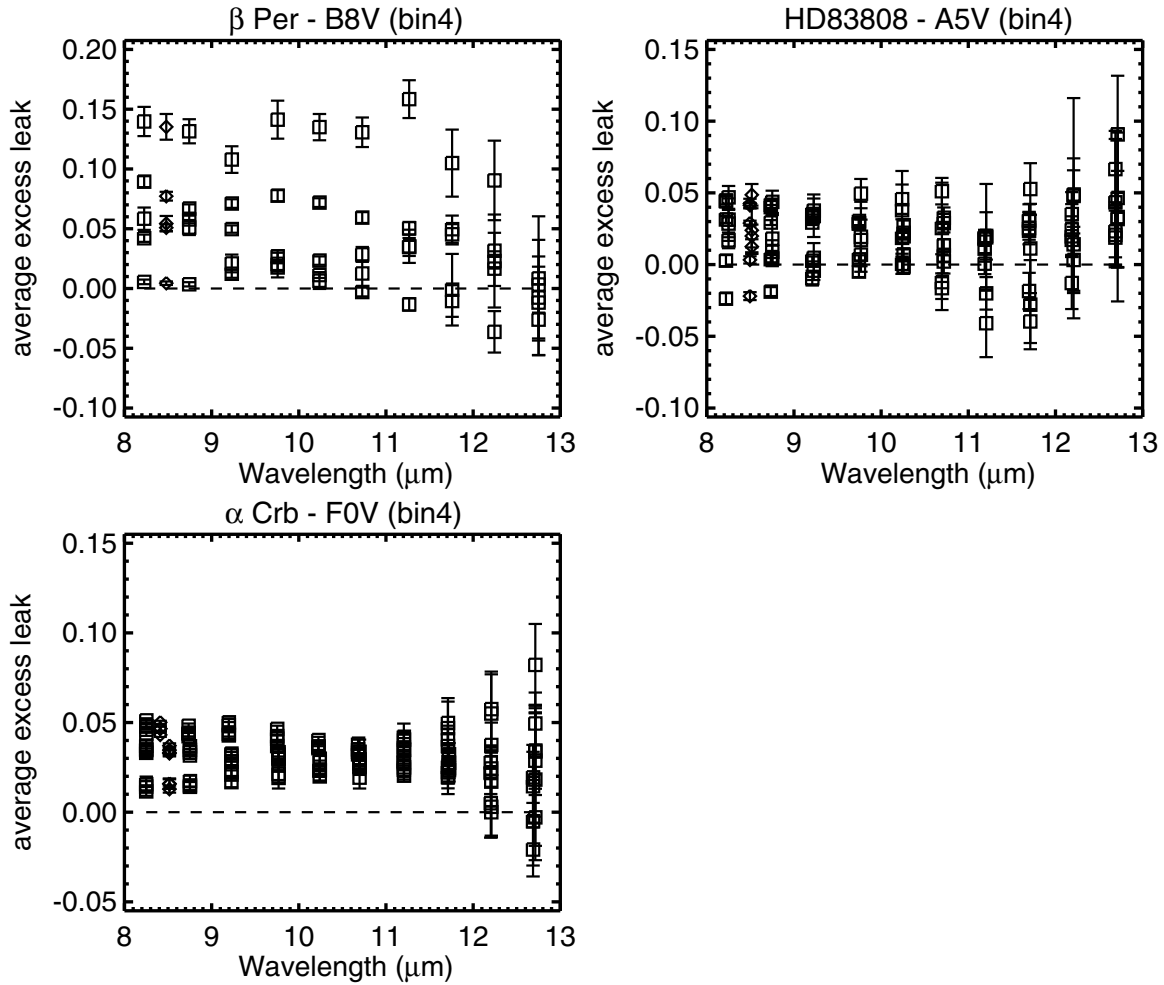 β Per - B8V (bin4)
0.20
0.15
0.10
0.05
0.00
-0.05
-0.10
average excess leak
8 9 10 11 12 13
Wavelength (μm)
HD83808 - A5V (bin4)
0.15
0.10
0.05
0.00
-0.05
-0.10
average excess leak
8 9 10 11 12 13
Wavelength (μm)
α Crb - F0V (bin4)
0.15
0.10
0.05
0.00
-0.05
average excess leak
8 9 10 11 12 13
Wavelength (μm)